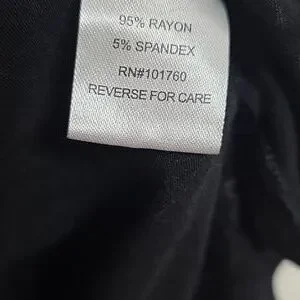 95% RAYON
5% SPANDEX
RN#101760
REVERSE FOR CARE